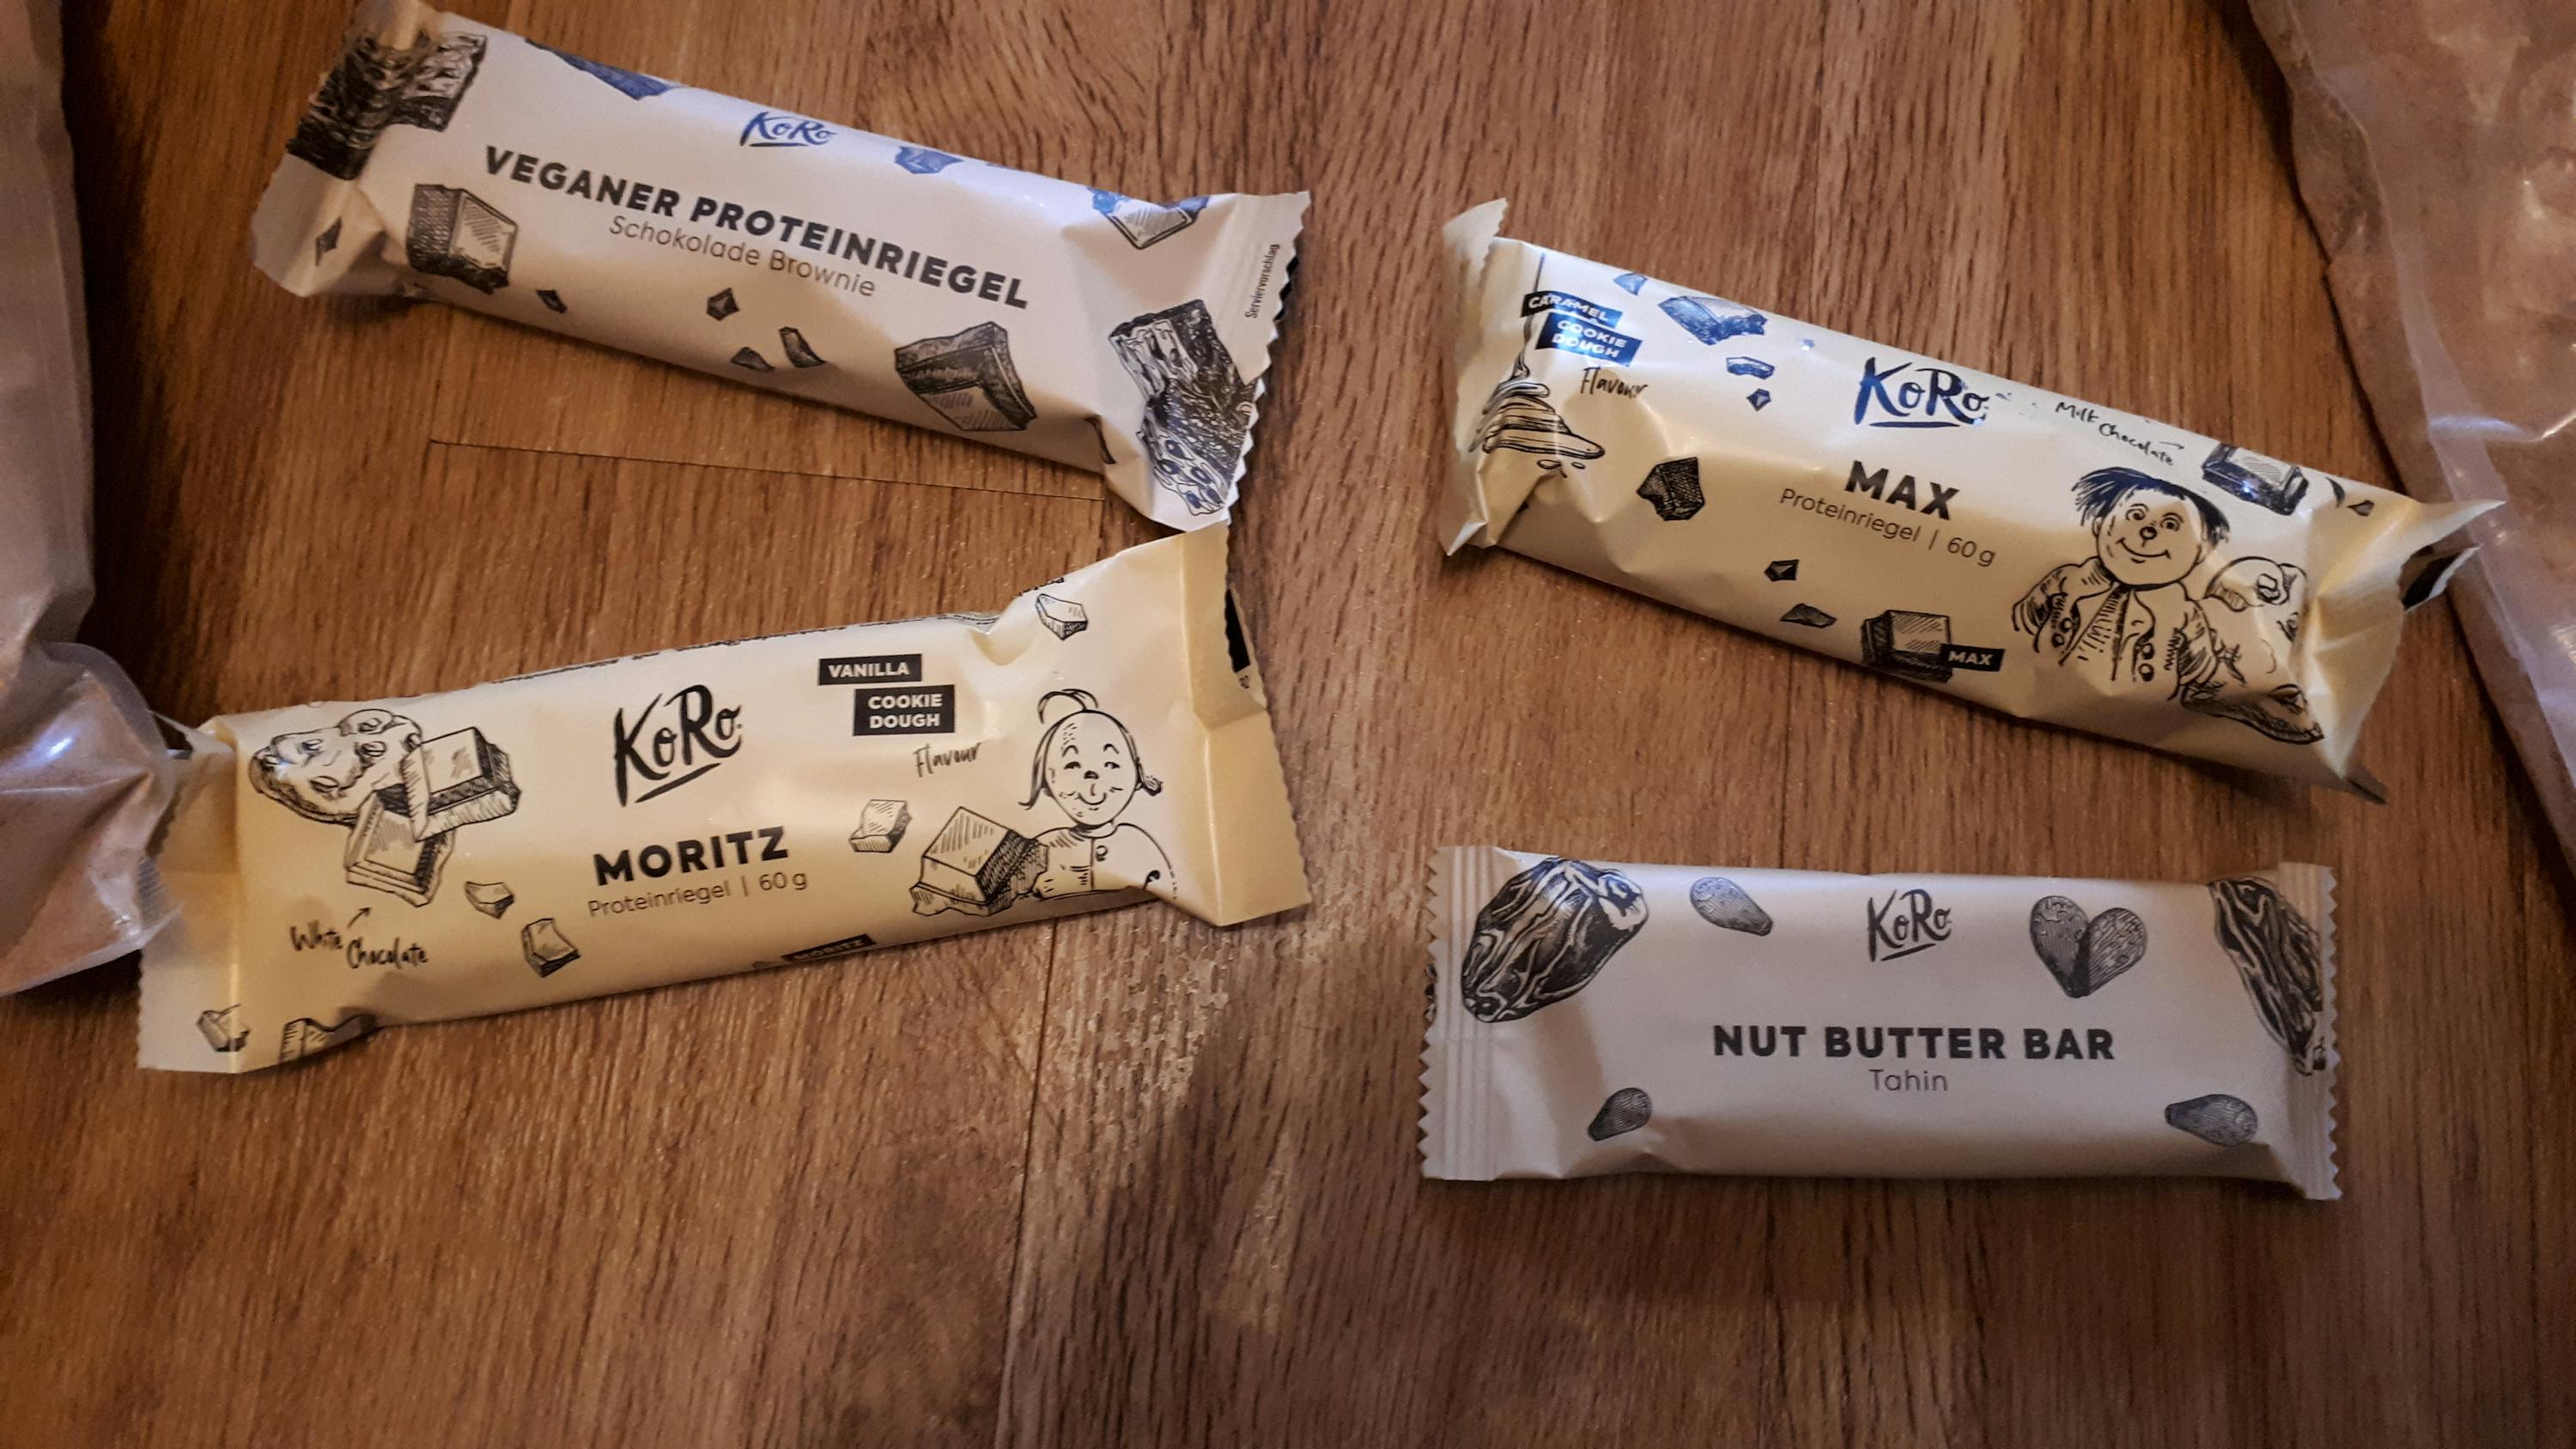 KoRo
VEGANER PROTEINRIEGEL
Schokolade Brownie
Serviervorschlag
CARAMEL
COOKIE
DOUGH
Flavour
KoRo
Milk
Chocolate
MAX
Proteinriegel | 60 g
MAX
VANILLA
COOKIE
DOUGH
Flavour
KoRo
MORITZ
Proteinriegel | 60 g
White
Chocolate
MORITZ
KoRo
NUT BUTTER BAR
Tahin